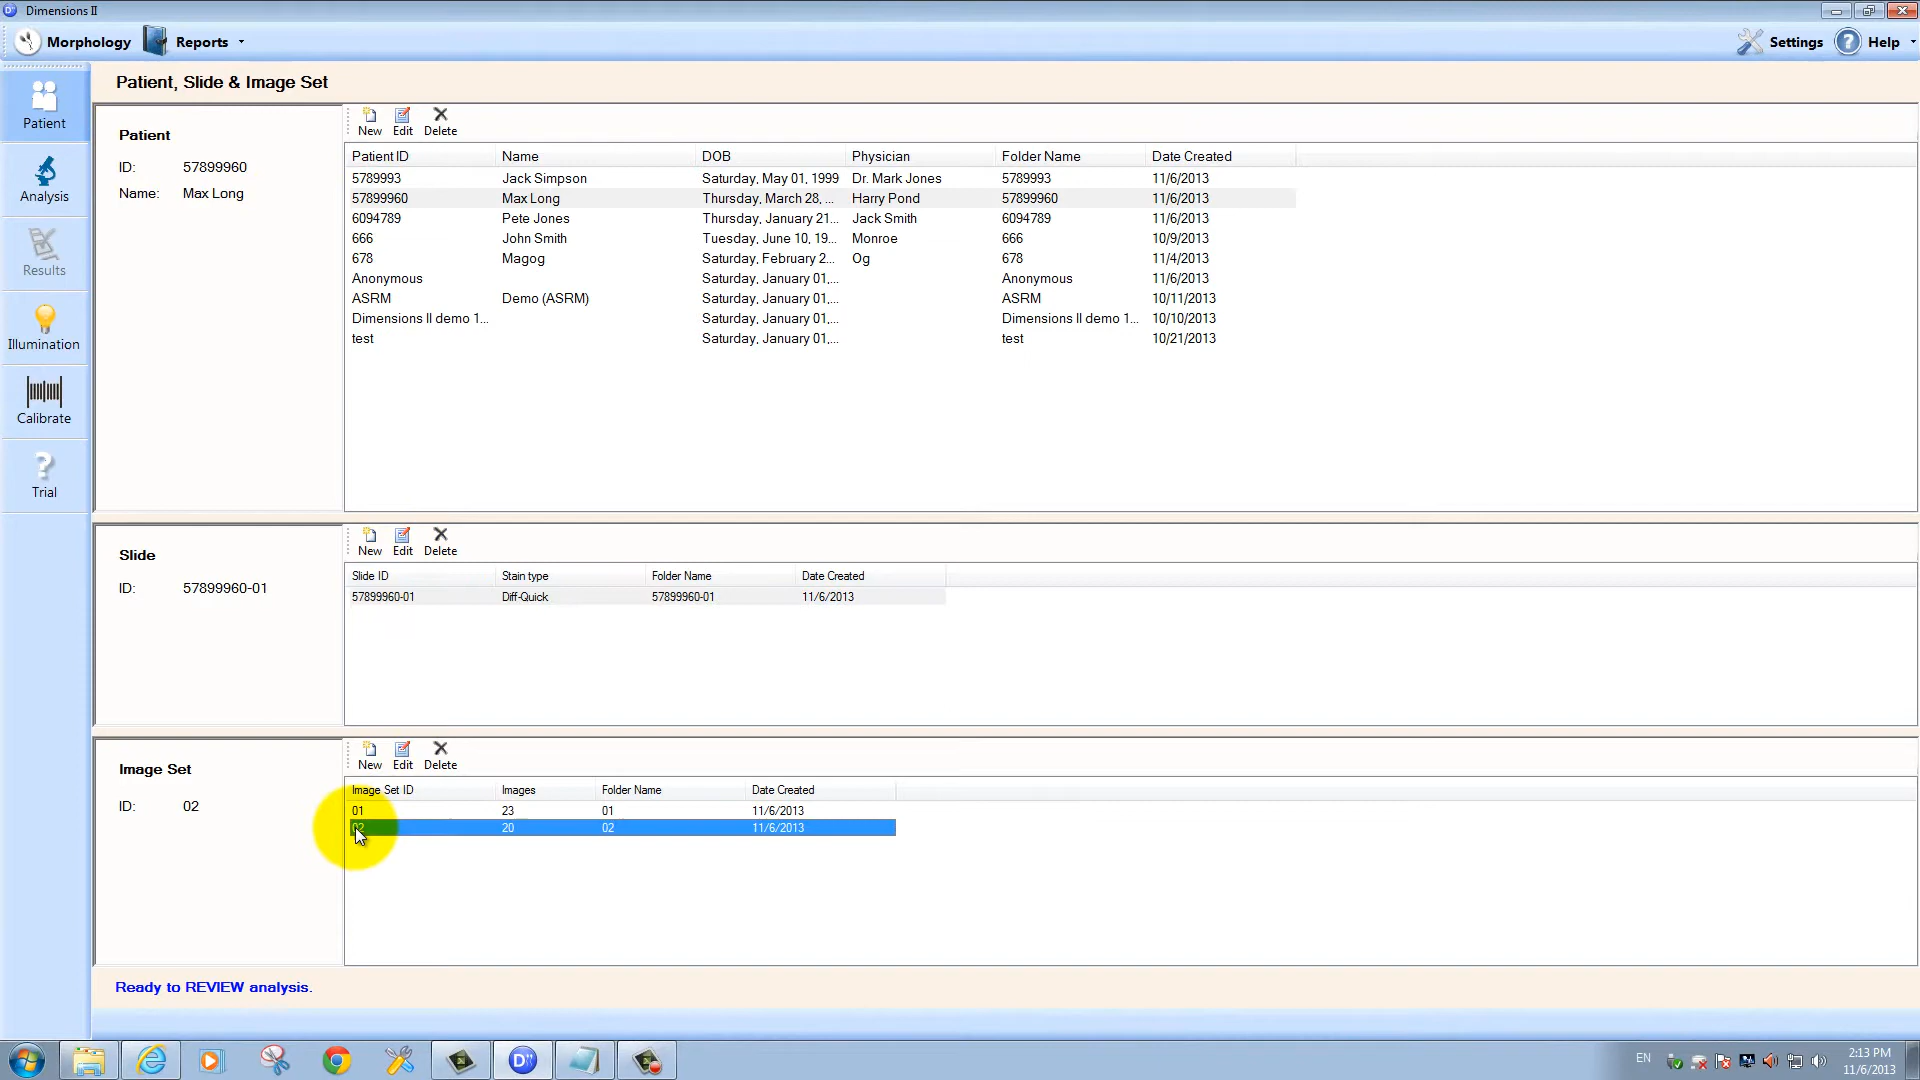 Dimensions II
Morphology Reports Settings Help
Patient, Slide & Image Set
Patient
Analysis
Results
Illumination
Calibrate
Trial
Patient
ID: 57899960
Name: Max Long
New Edit Delete
Patient ID Name DOB Physician Folder Name Date Created
5789993 Jack Simpson Saturday, May 01, 1999 Dr. Mark Jones 5789993 11/6/2013
57899960 Max Long Thursday, March 28, ... Harry Pond 57899960 11/6/2013
6094789 Pete Jones Thursday, January 21... Jack Smith 6094789 11/6/2013
666 John Smith Tuesday, June 10, 19... Monroe 666 10/9/2013
678 Magog Saturday, February 2... Og 678 11/4/2013
Anonymous Saturday, January 01,... Anonymous 11/6/2013
ASRM Demo (ASRM) Saturday, January 01,... ASRM 10/11/2013
Dimensions II demo 1... Saturday, January 01,... Dimensions II demo 1... 10/10/2013
test Saturday, January 01,... test 10/21/2013
Slide
ID: 57899960-01
New Edit Delete
Slide ID Stain type Folder Name Date Created
57899960-01 Diff-Quick 57899960-01 11/6/2013
Image Set
ID: 02
New Edit Delete
Image Set ID Images Folder Name Date Created
01 23 01 11/6/2013
02 20 02 11/6/2013
Ready to REVIEW analysis.
EN
2:13 PM
11/6/2013